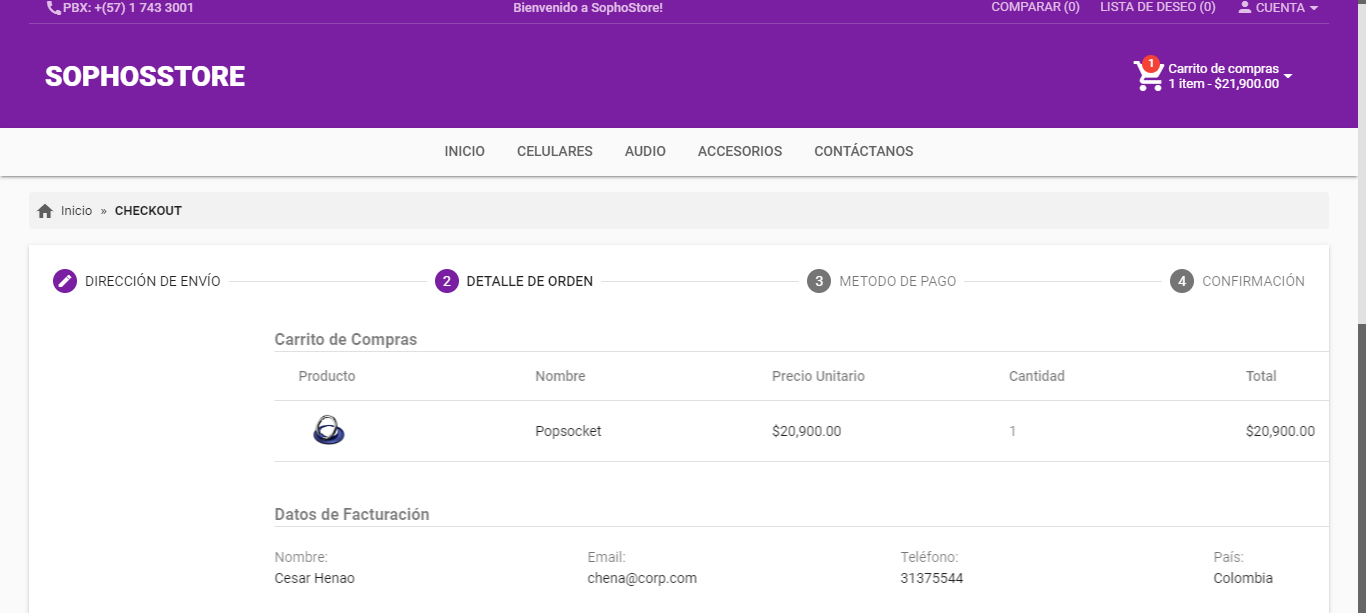 PBX: +(57) 1 743 3001
Bienvenido a SophoStore!
COMPARAR (0)
LISTA DE DESEO (0)
CUENTA
SOPHOSSTORE
1
Carrito de compras
1 item - $21,900.00
INICIO
CELULARES
AUDIO
ACCESORIOS
CONTÁCTANOS
Inicio » CHECKOUT
DIRECCIÓN DE ENVÍO
2 DETALLE DE ORDEN
3 METODO DE PAGO
4 CONFIRMACIÓN
Carrito de Compras
Producto Nombre Precio Unitario Cantidad Total
Popsocket $20,900.00 1 $20,900.00
Datos de Facturación
Nombre: Email: Teléfono: País:
Cesar Henao chena@corp.com 31375544 Colombia